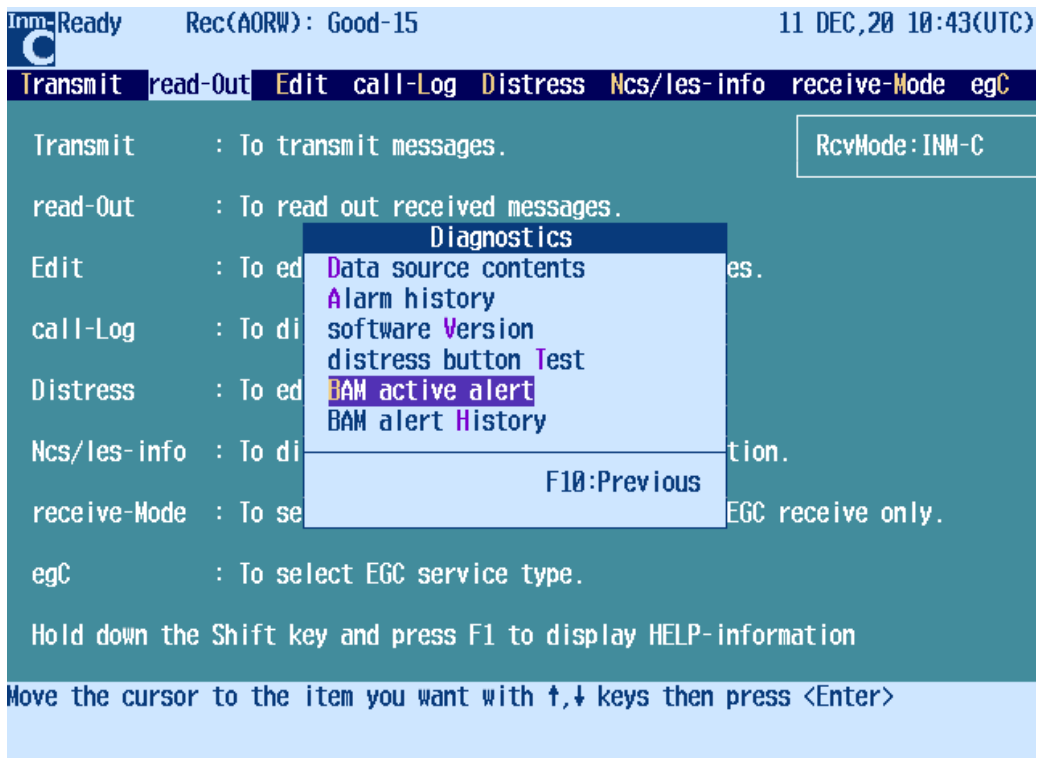 Inm-C Ready Rec(AORW): Good-15 11 DEC,20 10:43(UTC)
Transmit read-Out Edit call-Log Distress Ncs/les-info receive-Mode egC
Transmit : To transmit messages. RcvMode:INM-C
read-Out : To read out received messages.
Diagnostics
Edit : To ed Data source contents es.
Alarm history
call-Log : To di software Version
distress button Test
Distress : To ed BAM active alert
BAM alert History
Ncs/les-info : To di tion.
F10:Previous
receive-Mode : To se EGC receive only.
egC : To select EGC service type.
Hold down the Shift key and press F1 to display HELP-information
Move the cursor to the item you want with ↑,↓ keys then press <Enter>